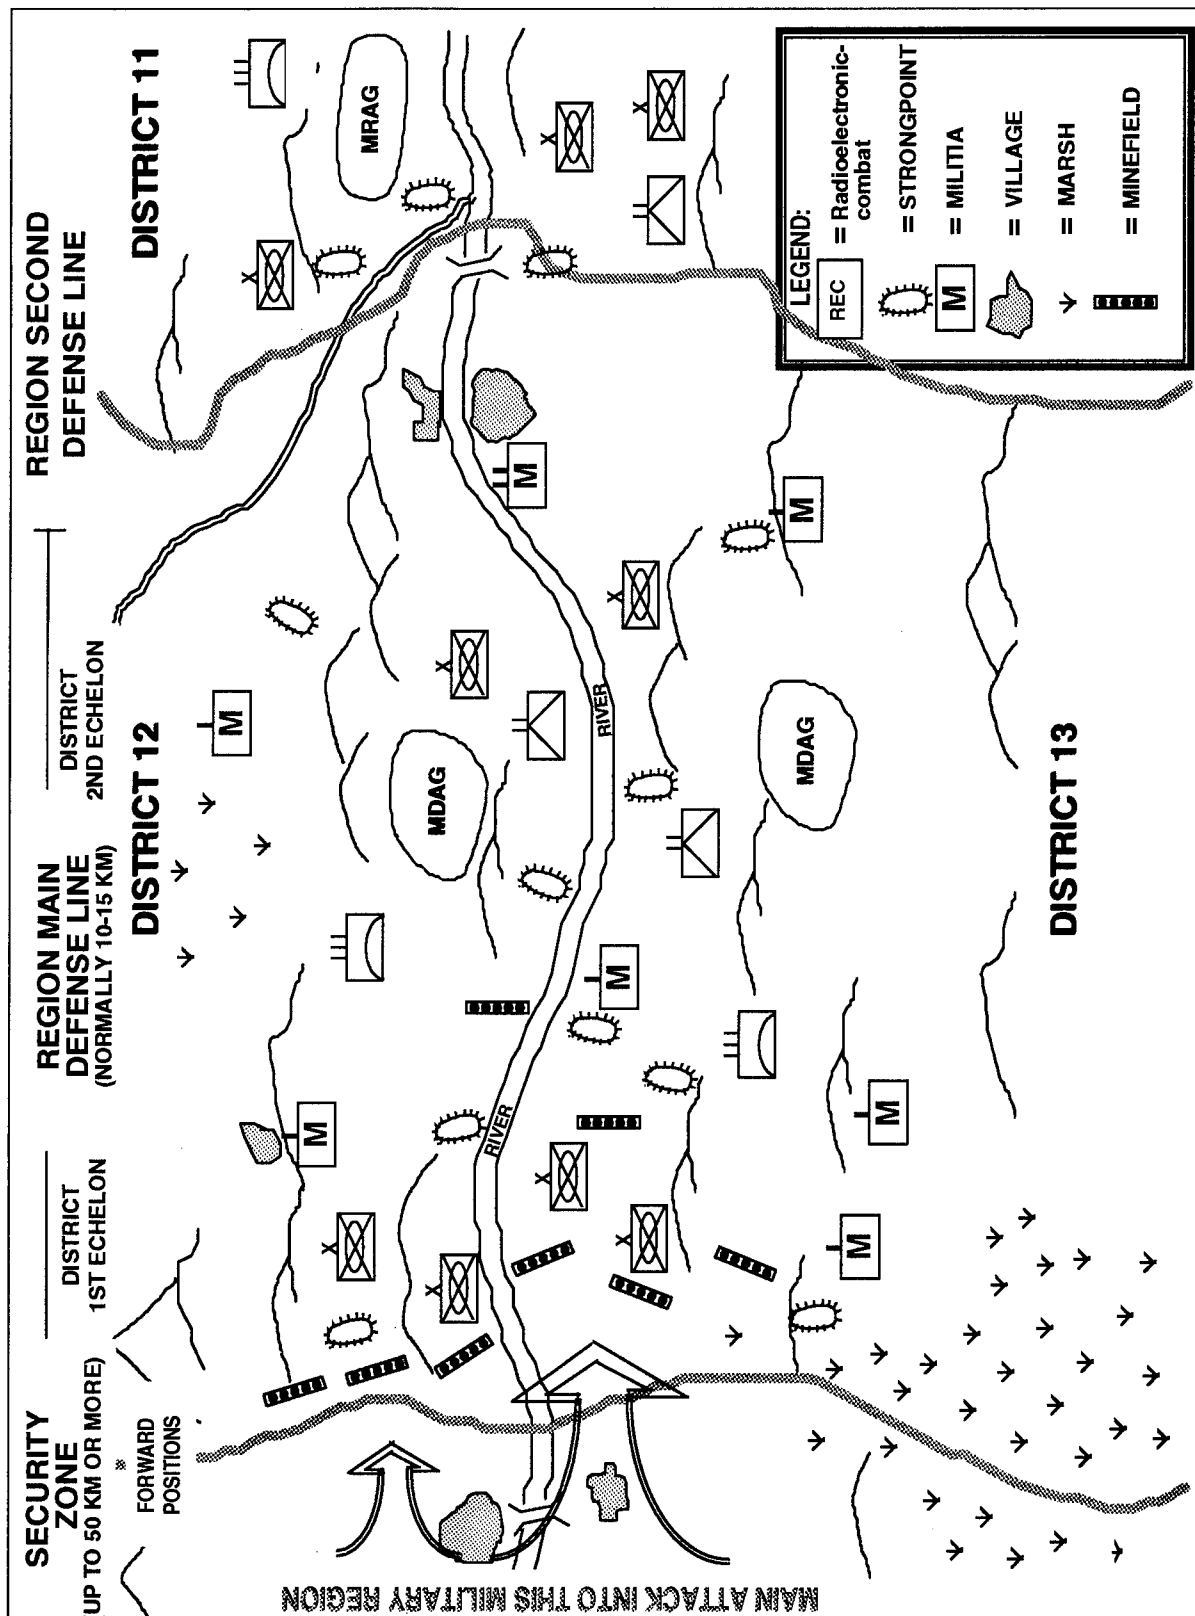 SECURITY
ZONE
(UP TO 50 KM OR MORE)
FORWARD
POSITIONS
DISTRICT
1ST ECHELON
REGION MAIN
DEFENSE LINE
(NORMALLY 10-15 KM)
DISTRICT
2ND ECHELON
REGION SECOND
DEFENSE LINE
DISTRICT 12
DISTRICT 11
M
M
MDAG
MRAG
RIVER
RIVER
M
M
M
MDAG
M
M
DISTRICT 13
MAIN ATTACK INTO THIS MILITARY REGION
LEGEND:
REC = Radioelectronic-
combat
= STRONGPOINT
M = MILITIA
= VILLAGE
= MARSH
= MINEFIELD